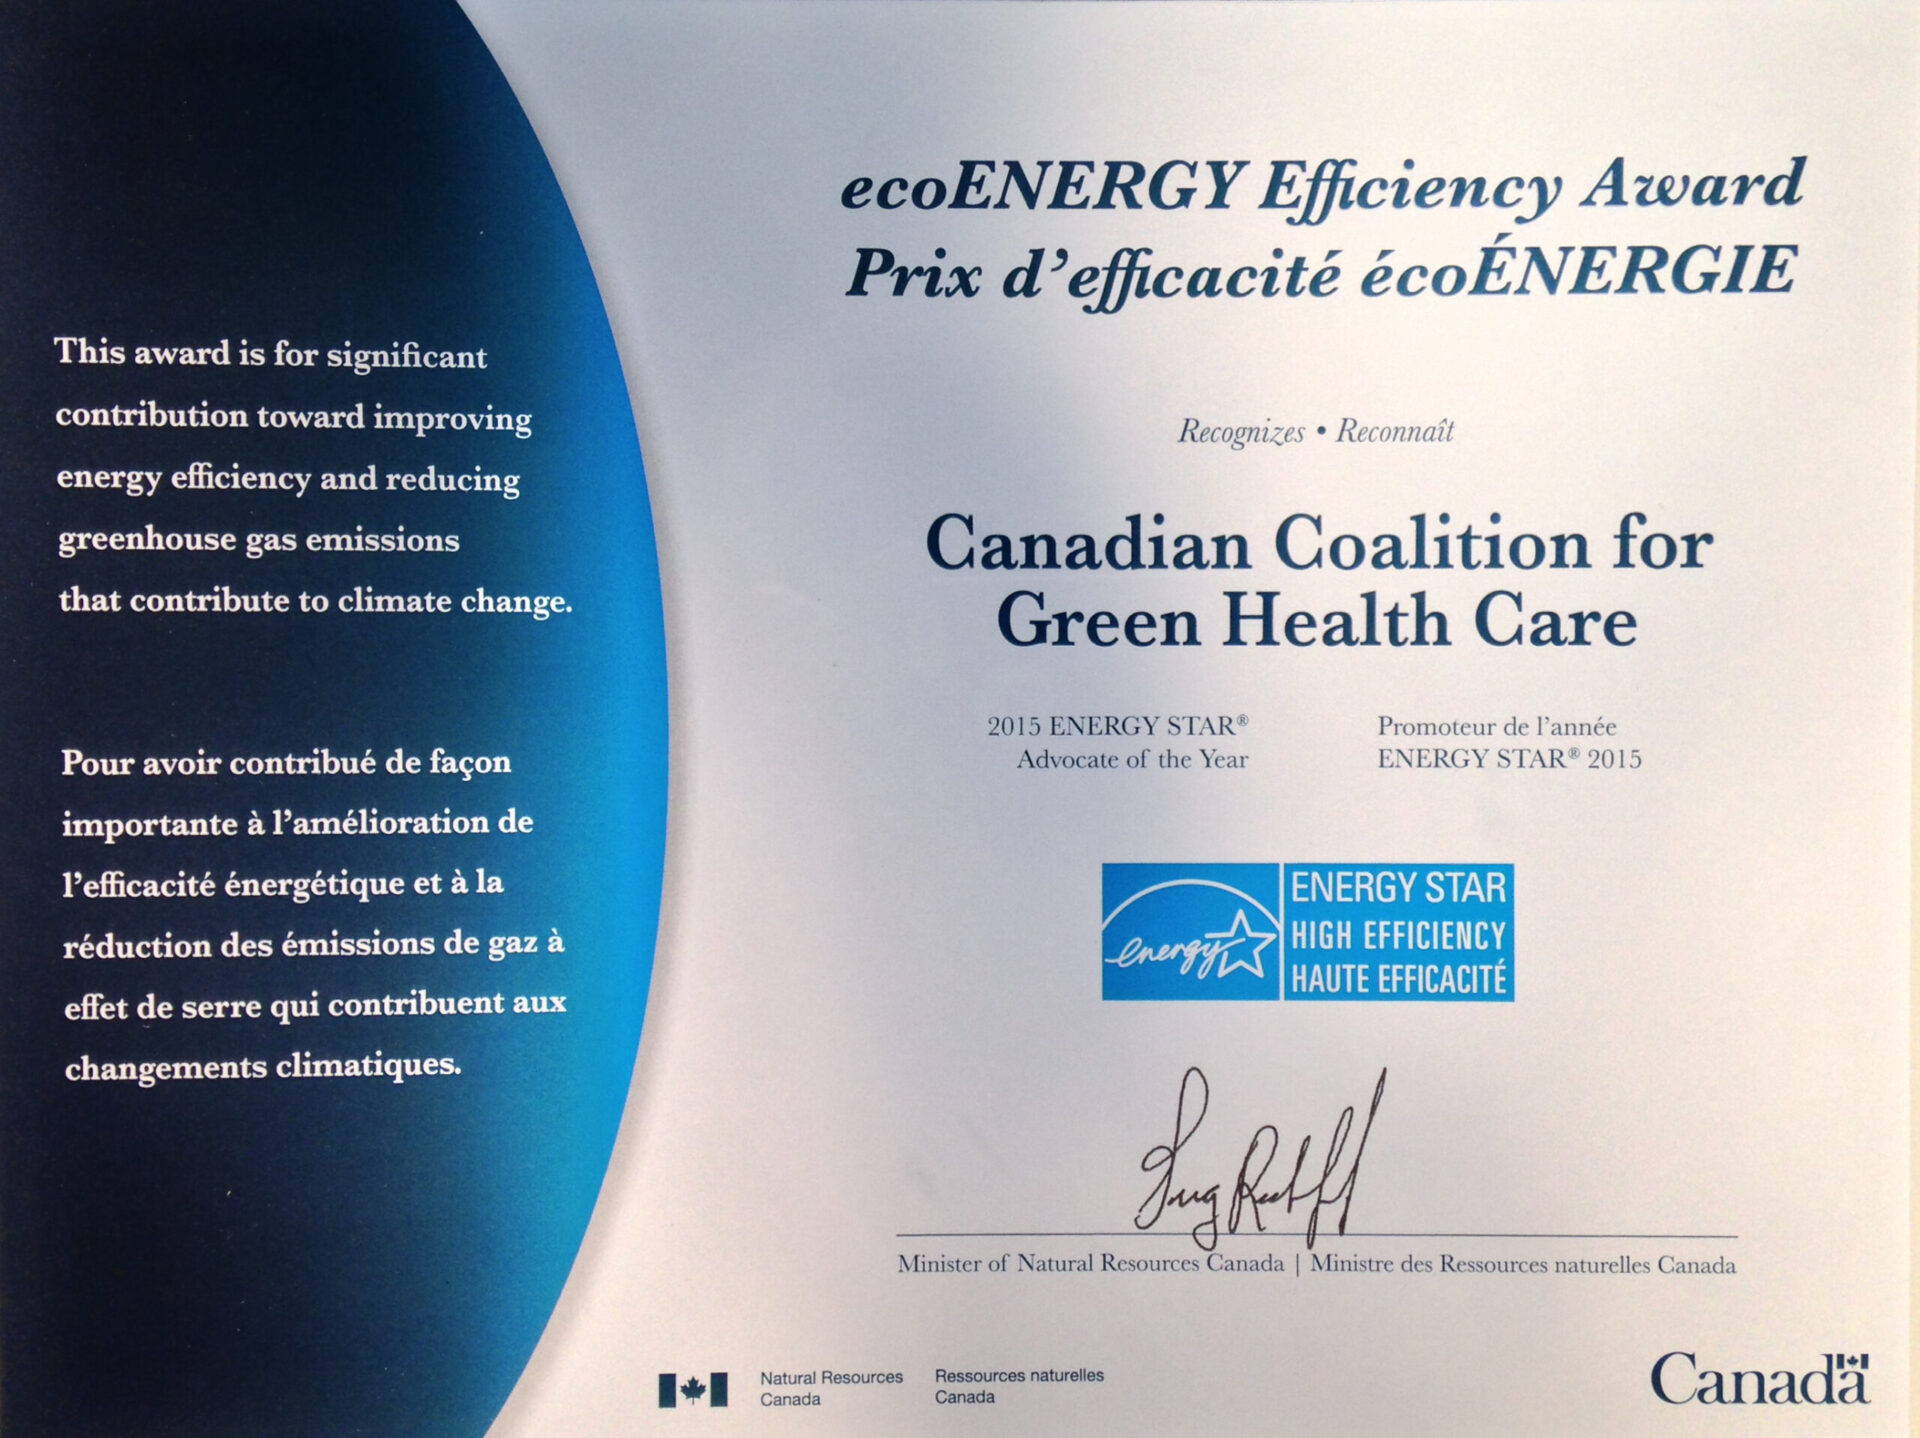 ecoENERGY Efficiency Award
Prix d’efficacité écoÉNERGIE
This award is for significant
contribution toward improving
energy efficiency and reducing
greenhouse gas emissions
that contribute to climate change.
Pour avoir contribué de façon
importante à l’amélioration de
l’efficacité énergétique et à la
réduction des émissions de gaz à
effet de serre qui contribuent aux
changements climatiques.
Recognizes • Reconnaît
Canadian Coalition for
Green Health Care
2015 ENERGY STAR®
Advocate of the Year
Promoteur de l’année
ENERGY STAR® 2015
energy
ENERGY STAR
HIGH EFFICIENCY
HAUTE EFFICACITÉ
Minister of Natural Resources Canada | Ministre des Ressources naturelles Canada
Natural Resources
Canada
Ressources naturelles
Canada
Canada